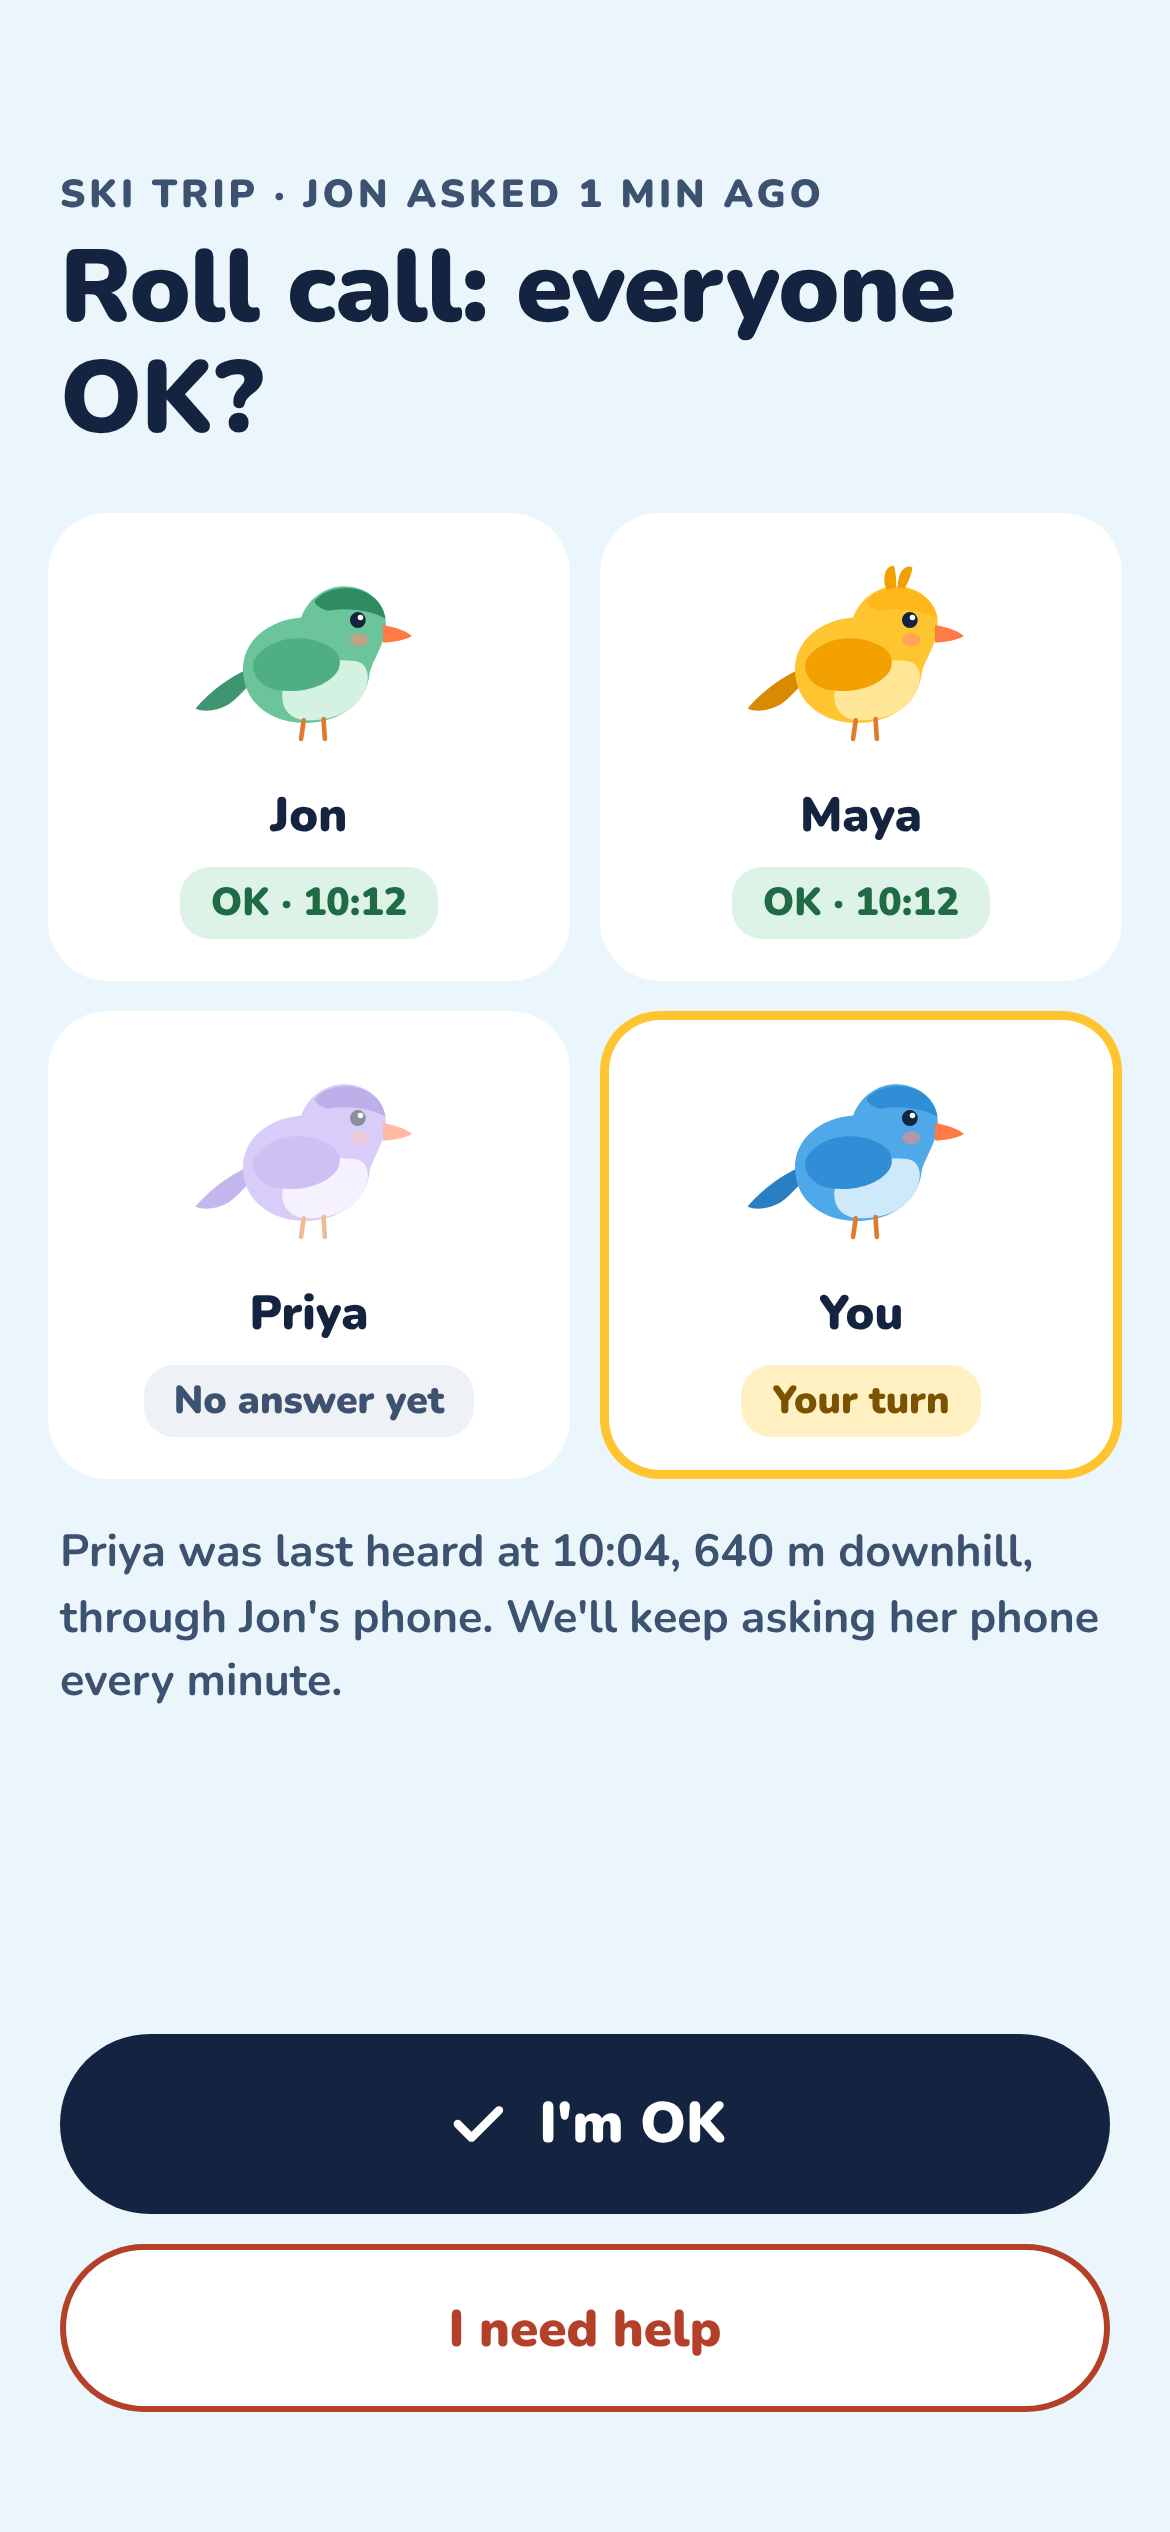 SKI TRIP · JON ASKED 1 MIN AGO
Roll call: everyone
OK?
Jon
OK · 10:12
Maya
OK · 10:12
Priya
No answer yet
You
Your turn
Priya was last heard at 10:04, 640 m downhill,
through Jon's phone. We'll keep asking her phone
every minute.
I'm OK
I need help